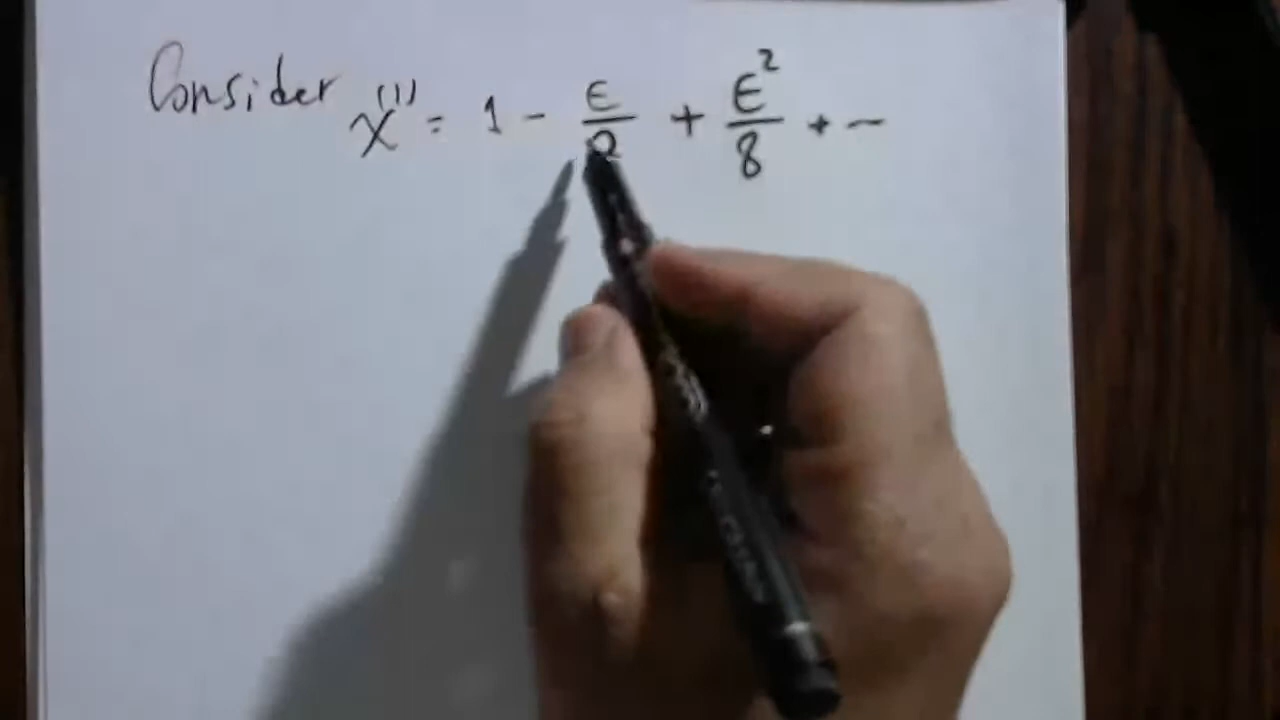 Consider x⁽¹⁾ = 1 - ϵ/2 + ϵ²/8 + ⋯